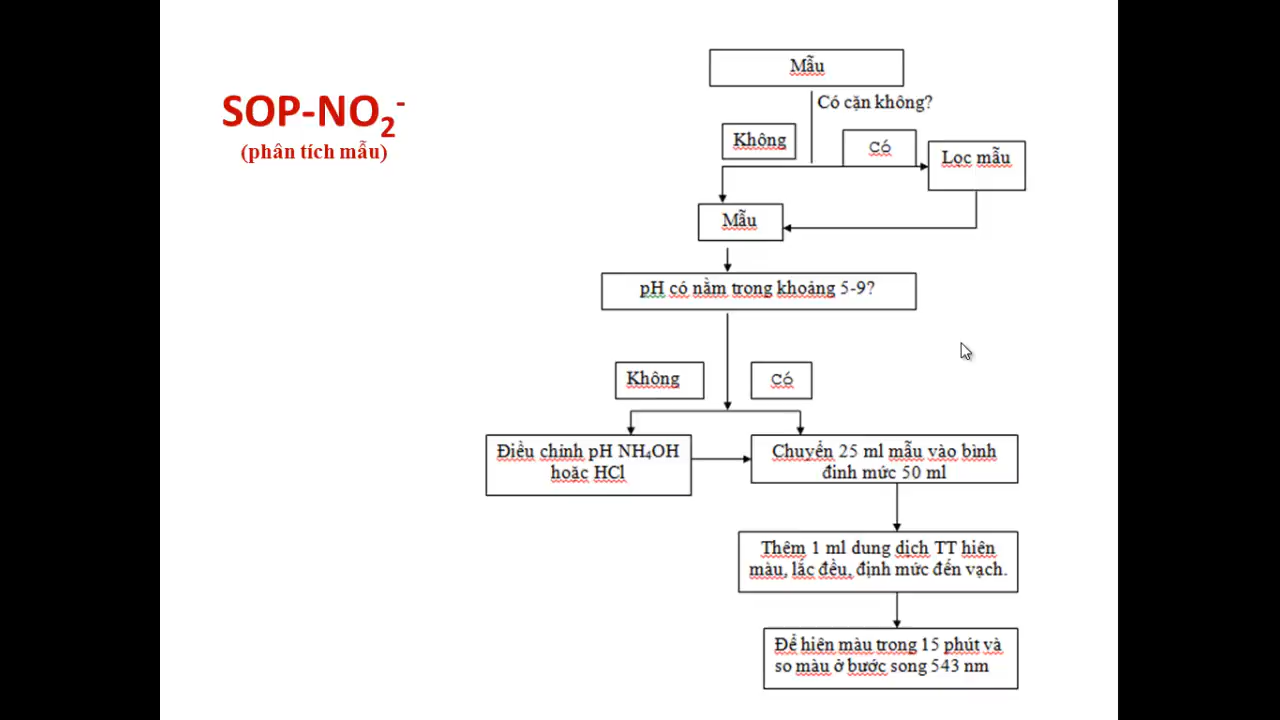 SOP-NO₂⁻
(phân tích mẫu)
Mẫu
Có cặn không?
Không
Có
Lọc mẫu
Mẫu
pH có nằm trong khoảng 5-9?
Không
Có
Điều chỉnh pH NH₄OH
hoặc HCl
Chuyển 25 ml mẫu vào bình
định mức 50 ml
Thêm 1 ml dung dịch TT hiện
màu, lắc đều, định mức đến vạch.
Để hiện màu trong 15 phút và
so màu ở bước song 543 nm